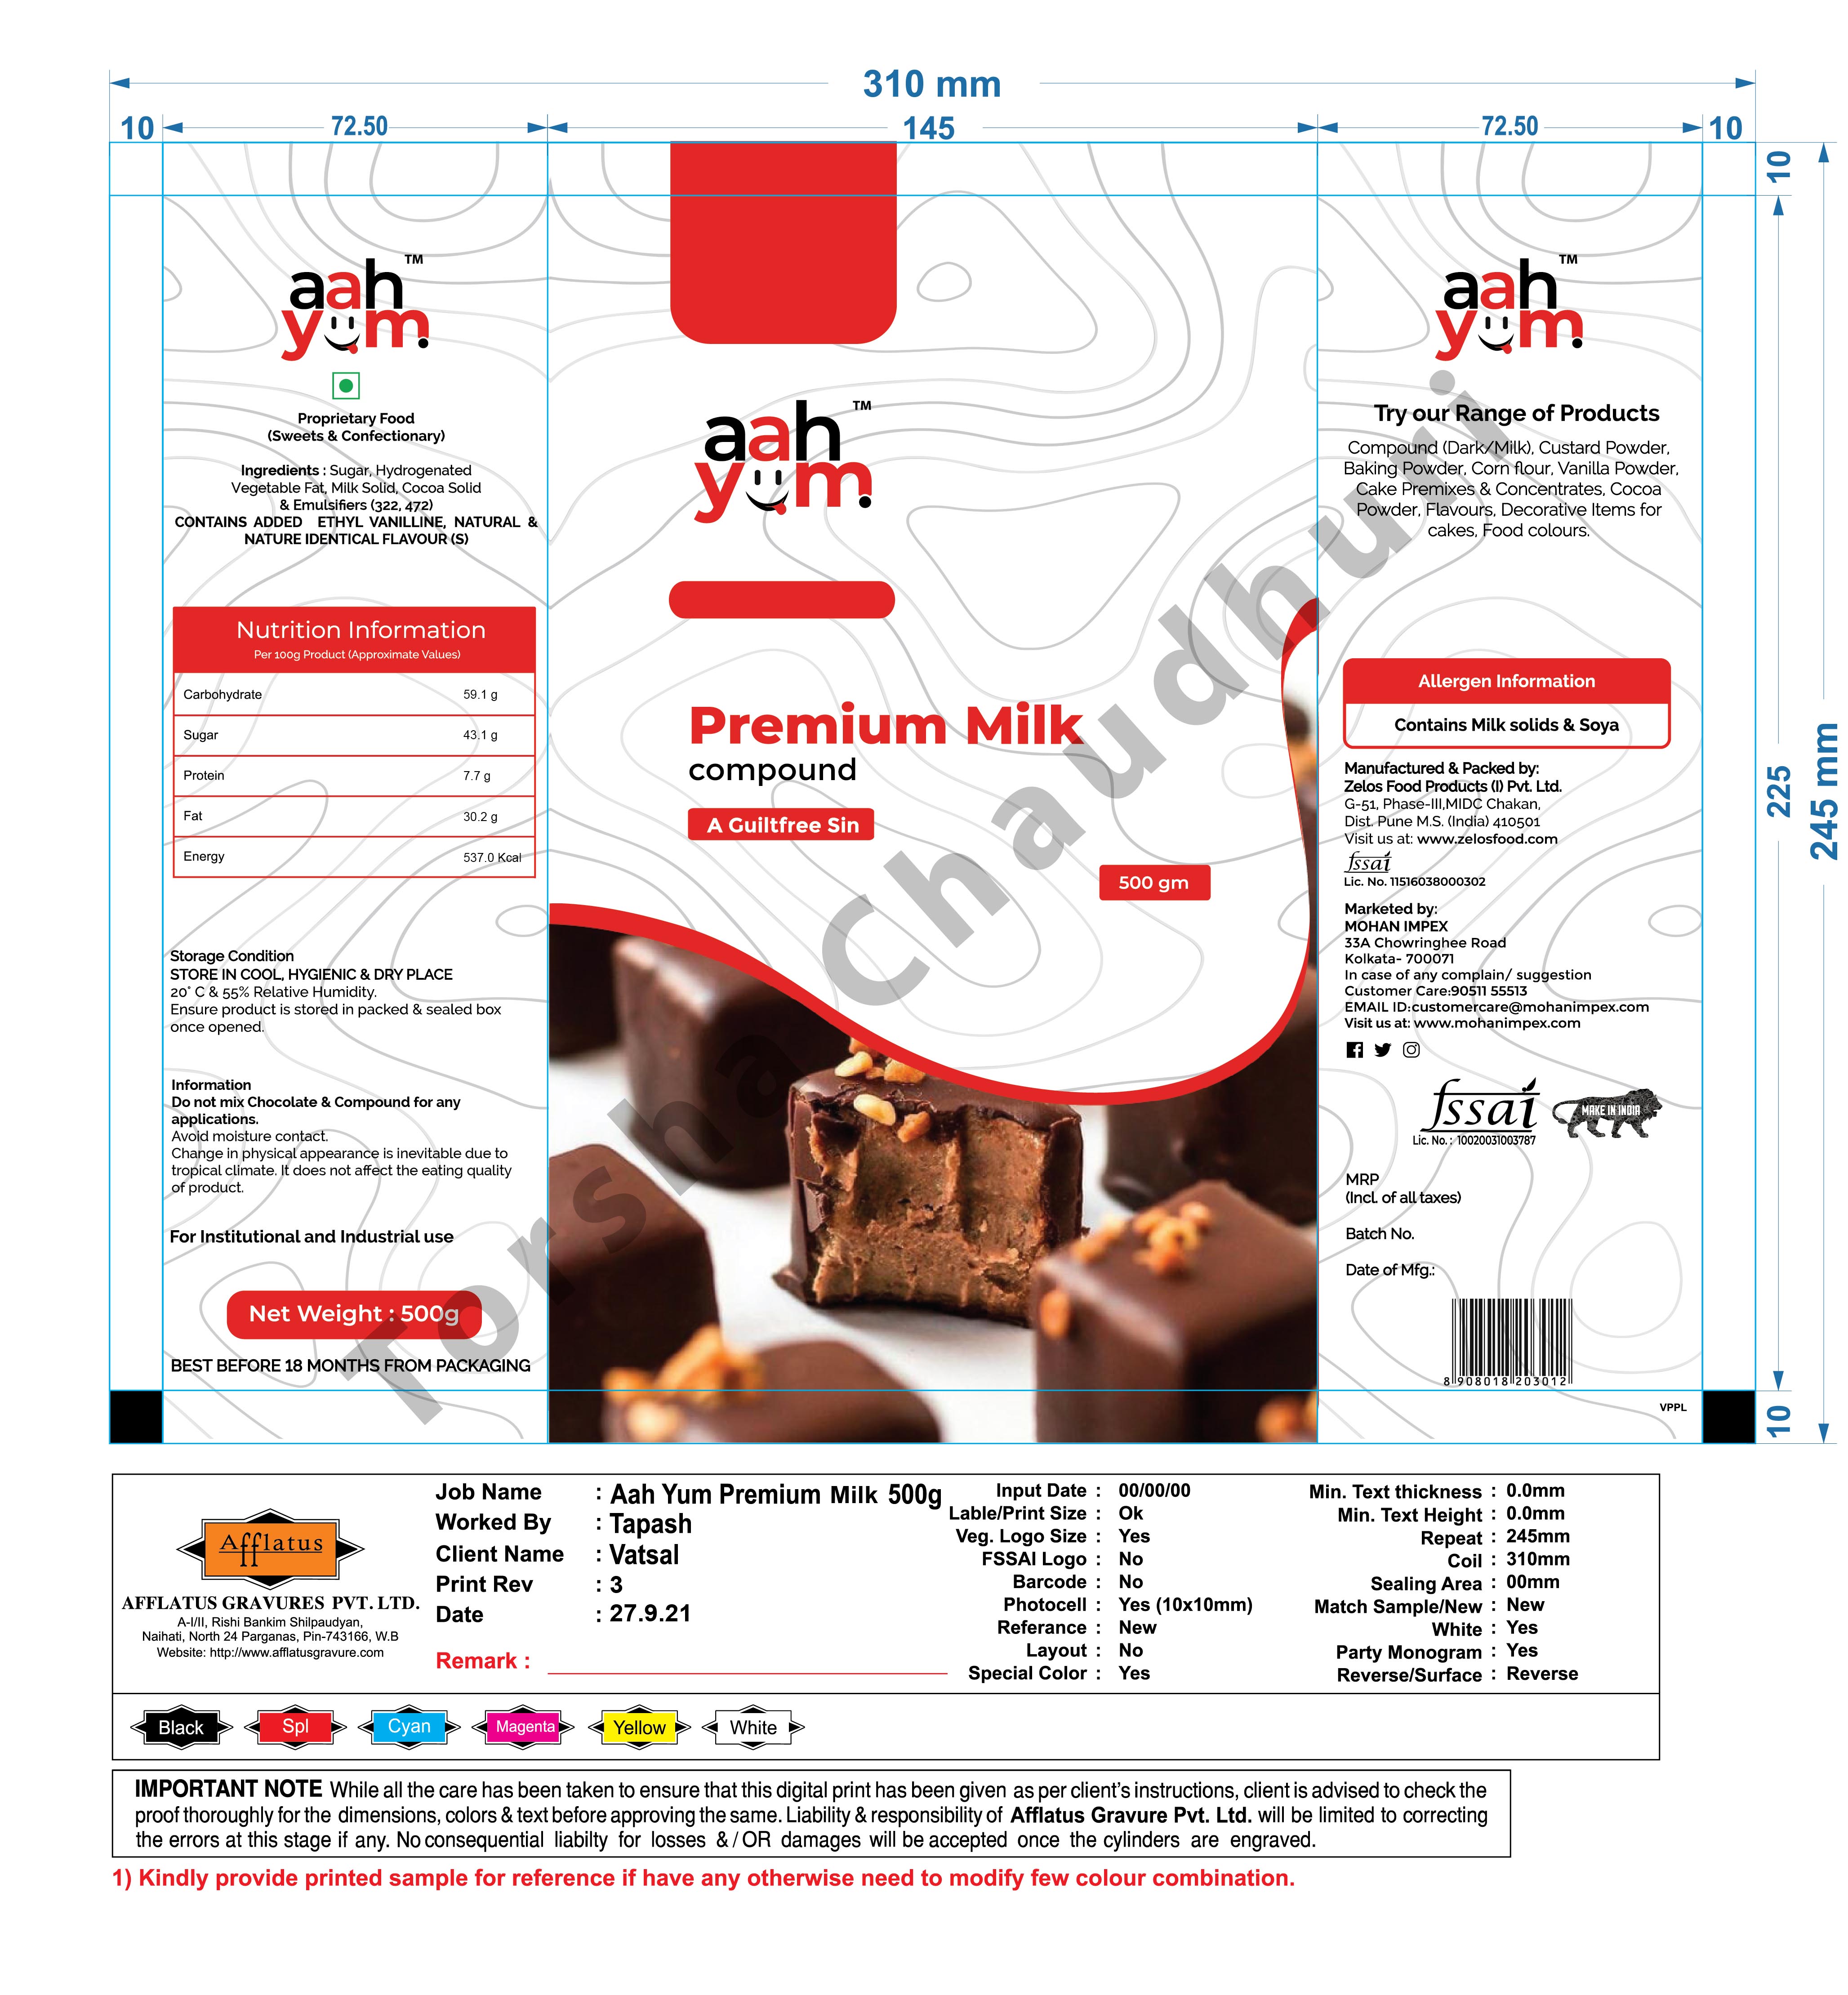 310 mm
10
72.50
145
72.50
10
10
225
245 mm
10
aah
yum
TM
Proprietary Food
(Sweets & Confectionary)
Ingredients : Sugar, Hydrogenated
Vegetable Fat, Milk Solid, Cocoa Solid
& Emulsifiers (322, 472)
CONTAINS ADDED ETHYL VANILLINE, NATURAL &
NATURE IDENTICAL FLAVOUR (S)
Nutrition Information
Per 100g Product (Approximate Values)
Carbohydrate 59.1 g
Sugar 43.1 g
Protein 7.7 g
Fat 30.2 g
Energy 537.0 Kcal
Storage Condition
STORE IN COOL, HYGIENIC & DRY PLACE
20° C & 55% Relative Humidity.
Ensure product is stored in packed & sealed box
once opened.
Information
Do not mix Chocolate & Compound for any
applications.
Avoid moisture contact.
Change in physical appearance is inevitable due to
tropical climate. It does not affect the eating quality
of product.
For Institutional and Industrial use
Net Weight : 500g
BEST BEFORE 18 MONTHS FROM PACKAGING
aah
yum
TM
Premium Milk
compound
A Guiltfree Sin
500 gm
Torsha Chaudhuri
aah
yum
TM
Try our Range of Products
Compound (Dark/Milk), Custard Powder,
Baking Powder, Corn flour, Vanilla Powder,
Cake Premixes & Concentrates, Cocoa
Powder, Flavours, Decorative Items for
cakes, Food colours.
Allergen Information
Contains Milk solids & Soya
Manufactured & Packed by:
Zelos Food Products (I) Pvt. Ltd.
G-51, Phase-III,MIDC Chakan,
Dist. Pune M.S. (India) 410501
Visit us at: www.zelosfood.com
fssai
Lic. No. 11516038000302
Marketed by:
MOHAN IMPEX
33A Chowringhee Road
Kolkata- 700071
In case of any complain/ suggestion
Customer Care:90511 55513
EMAIL ID:customercare@mohanimpex.com
Visit us at: www.mohanimpex.com
fssai
Lic. No.: 10020031003787
MAKE IN INDIA
MRP
(Incl. of all taxes)
Batch No.
Date of Mfg.:
8 908018 203012
VPPL
Afflatus
AFFLATUS GRAVURES PVT. LTD.
A-I/II, Rishi Bankim Shilpaudyan,
Naihati, North 24 Parganas, Pin-743166, W.B
Website: http://www.afflatusgravure.com
Job Name : Aah Yum Premium Milk 500g
Worked By : Tapash
Client Name : Vatsal
Print Rev : 3
Date : 27.9.21
Remark :
Input Date : 00/00/00
Lable/Print Size : Ok
Veg. Logo Size : Yes
FSSAI Logo : No
Barcode : No
Photocell : Yes (10x10mm)
Referance : New
Layout : No
Special Color : Yes
Min. Text thickness : 0.0mm
Min. Text Height : 0.0mm
Repeat : 245mm
Coil : 310mm
Sealing Area : 00mm
Match Sample/New : New
White : Yes
Party Monogram : Yes
Reverse/Surface : Reverse
Black
Spl
Cyan
Magenta
Yellow
White
IMPORTANT NOTE While all the care has been taken to ensure that this digital print has been given as per client's instructions, client is advised to check the
proof thoroughly for the dimensions, colors & text before approving the same. Liability & responsibility of Afflatus Gravure Pvt. Ltd. will be limited to correcting
the errors at this stage if any. No consequential liabilty for losses & / OR damages will be accepted once the cylinders are engraved.
1) Kindly provide printed sample for reference if have any otherwise need to modify few colour combination.